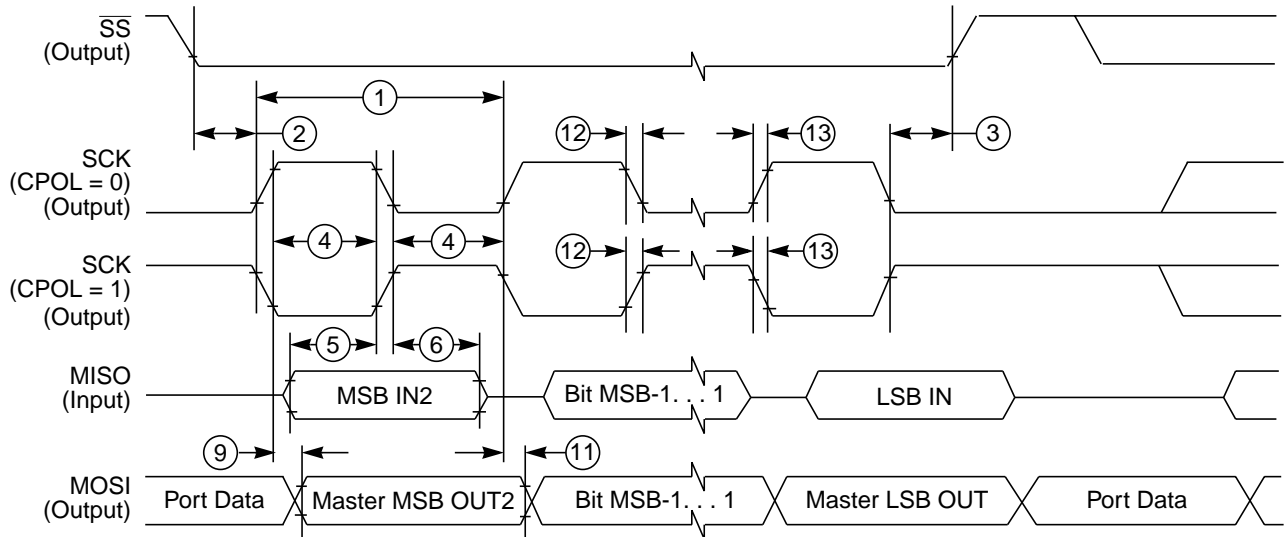 SS
(Output)
1
2
12
13
3
SCK
(CPOL = 0)
(Output)
4
4
12
13
SCK
(CPOL = 1)
(Output)
5
6
MISO
(Input)
MSB IN2
Bit MSB-1. . . 1
LSB IN
9
11
MOSI
(Output)
Port Data
Master MSB OUT2
Bit MSB-1. . . 1
Master LSB OUT
Port Data